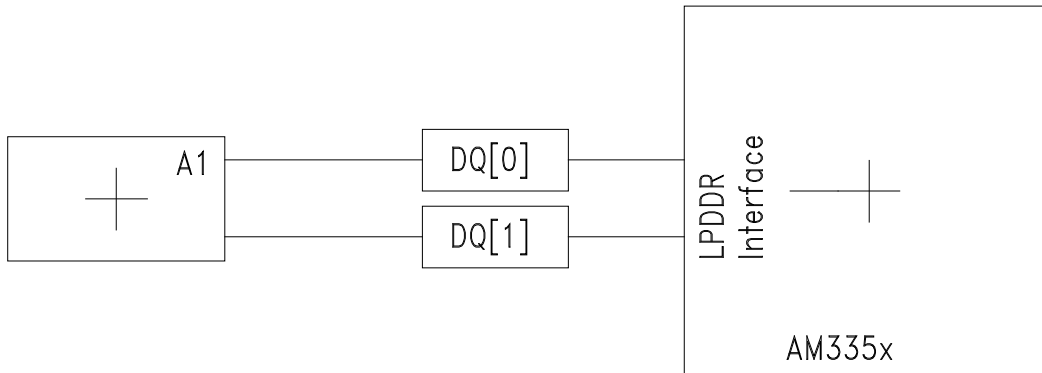 A1
DQ[0]
DQ[1]
LPDDR
Interface
AM335x